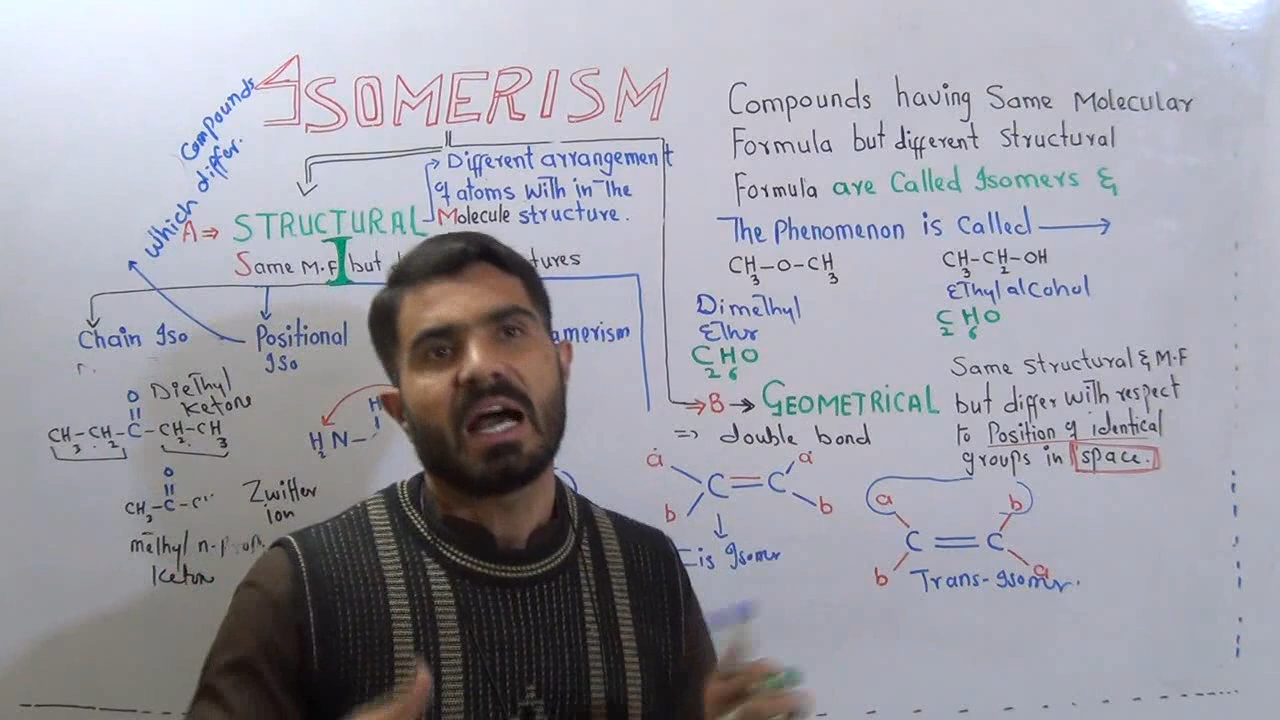 ISOMERISM
Compounds
which
differ.
Different arrangement
of atoms with in the
Molecule structure.
A ⇒ STRUCTURAL
Same M.F but
tures
Chain Iso
Positional
Iso
amerism
Diethyl
Ketone
O
CH3-CH2-C-CH2-CH3
O
CH3-C-C
methyl n-p
Keton
Zwitter
ion
H
H2N-
Compounds having Same Molecular
Formula but different structural
Formula are Called Isomers &
The Phenomenon is Called →
CH3-O-CH3
Dimethyl
Ethr
C2H6O
CH3-CH2-OH
Ethyl alcohol
C2H6O
⇒ B → GEOMETRICAL
⇒ double bond
Same structural & M.F
but differ with respect
to Position of identical
groups in space.
a a
C=C
b b
Cis Isomer
a b
C=C
b a
Trans-Isomer.